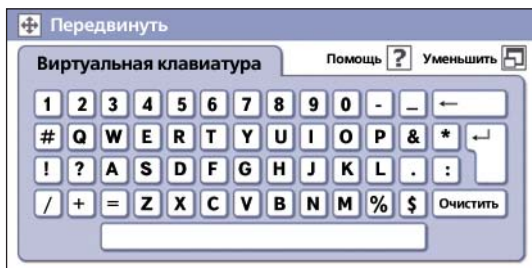 Передвинуть
Виртуальная клавиатура Помощь ? Уменьшить
1 2 3 4 5 6 7 8 9 0 - _ ←
# Q W E R T Y U I O P & * ↵
! ? A S D F G H J K L . :
/ + = Z X C V B N M % $ Очистить